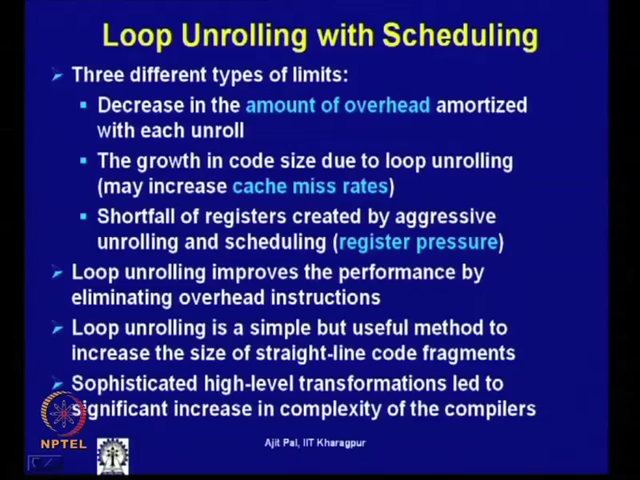 Loop Unrolling with Scheduling
Three different types of limits:
Decrease in the amount of overhead amortized
with each unroll
The growth in code size due to loop unrolling
(may increase cache miss rates)
Shortfall of registers created by aggressive
unrolling and scheduling (register pressure)
Loop unrolling improves the performance by
eliminating overhead instructions
Loop unrolling is a simple but useful method to
increase the size of straight-line code fragments
Sophisticated high-level transformations led to
significant increase in complexity of the compilers
NPTEL
Ajit Pal, IIT Kharagpur